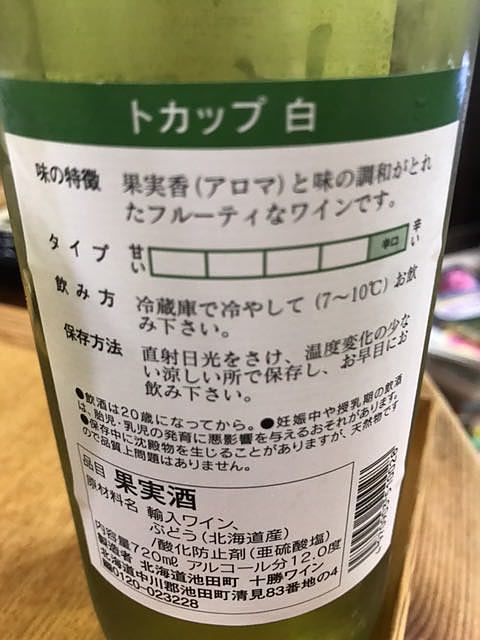 トカップ 白
味の特徴 果実香(アロマ)と味の調和がとれ
たフルーティなワインです。
タイプ 甘い 辛口 辛い
飲み方 冷蔵庫で冷やして(7〜10℃)お飲
み下さい。
保存方法 直射日光をさけ、温度変化の少な
い涼しい所で保存し、お早目にお
飲み下さい。
●飲酒は20歳になってから。●妊娠中や授乳期の飲酒
は、胎児・乳児の発育に悪影響を与えるおそれがあります。
●保存中に沈殿物を生じることがありますが、天然物です
ので品質上問題はありません。
品目 果実酒
原材料名 輸入ワイン、
ぶどう(北海道産)
/酸化防止剤(亜硫酸塩)
内容量720㎖ アルコール分12.0度
製造者 北海道池田町 十勝ワイン
北海道中川郡池田町清見83番地の4
0120-023228